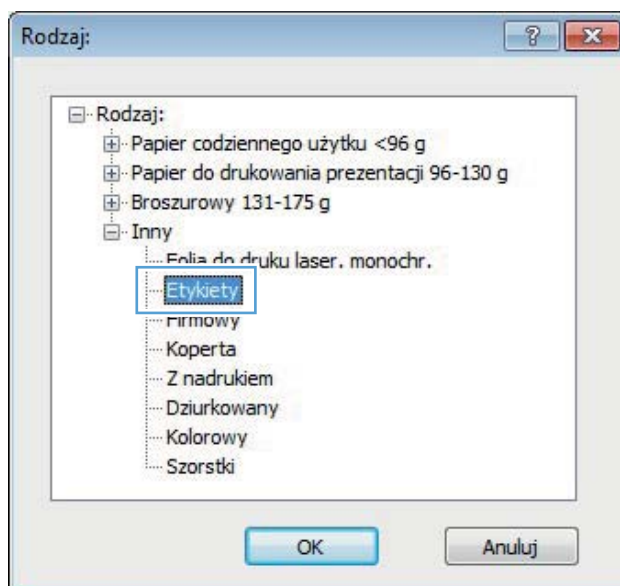 Rodzaj:
Rodzaj:
Papier codziennego użytku <96 g
Papier do drukowania prezentacji 96-130 g
Broszurowy 131-175 g
Inny
Folia do druku laser. monochr.
Etykiety
Firmowy
Koperta
Z nadrukiem
Dziurkowany
Kolorowy
Szorstki
OK Anuluj